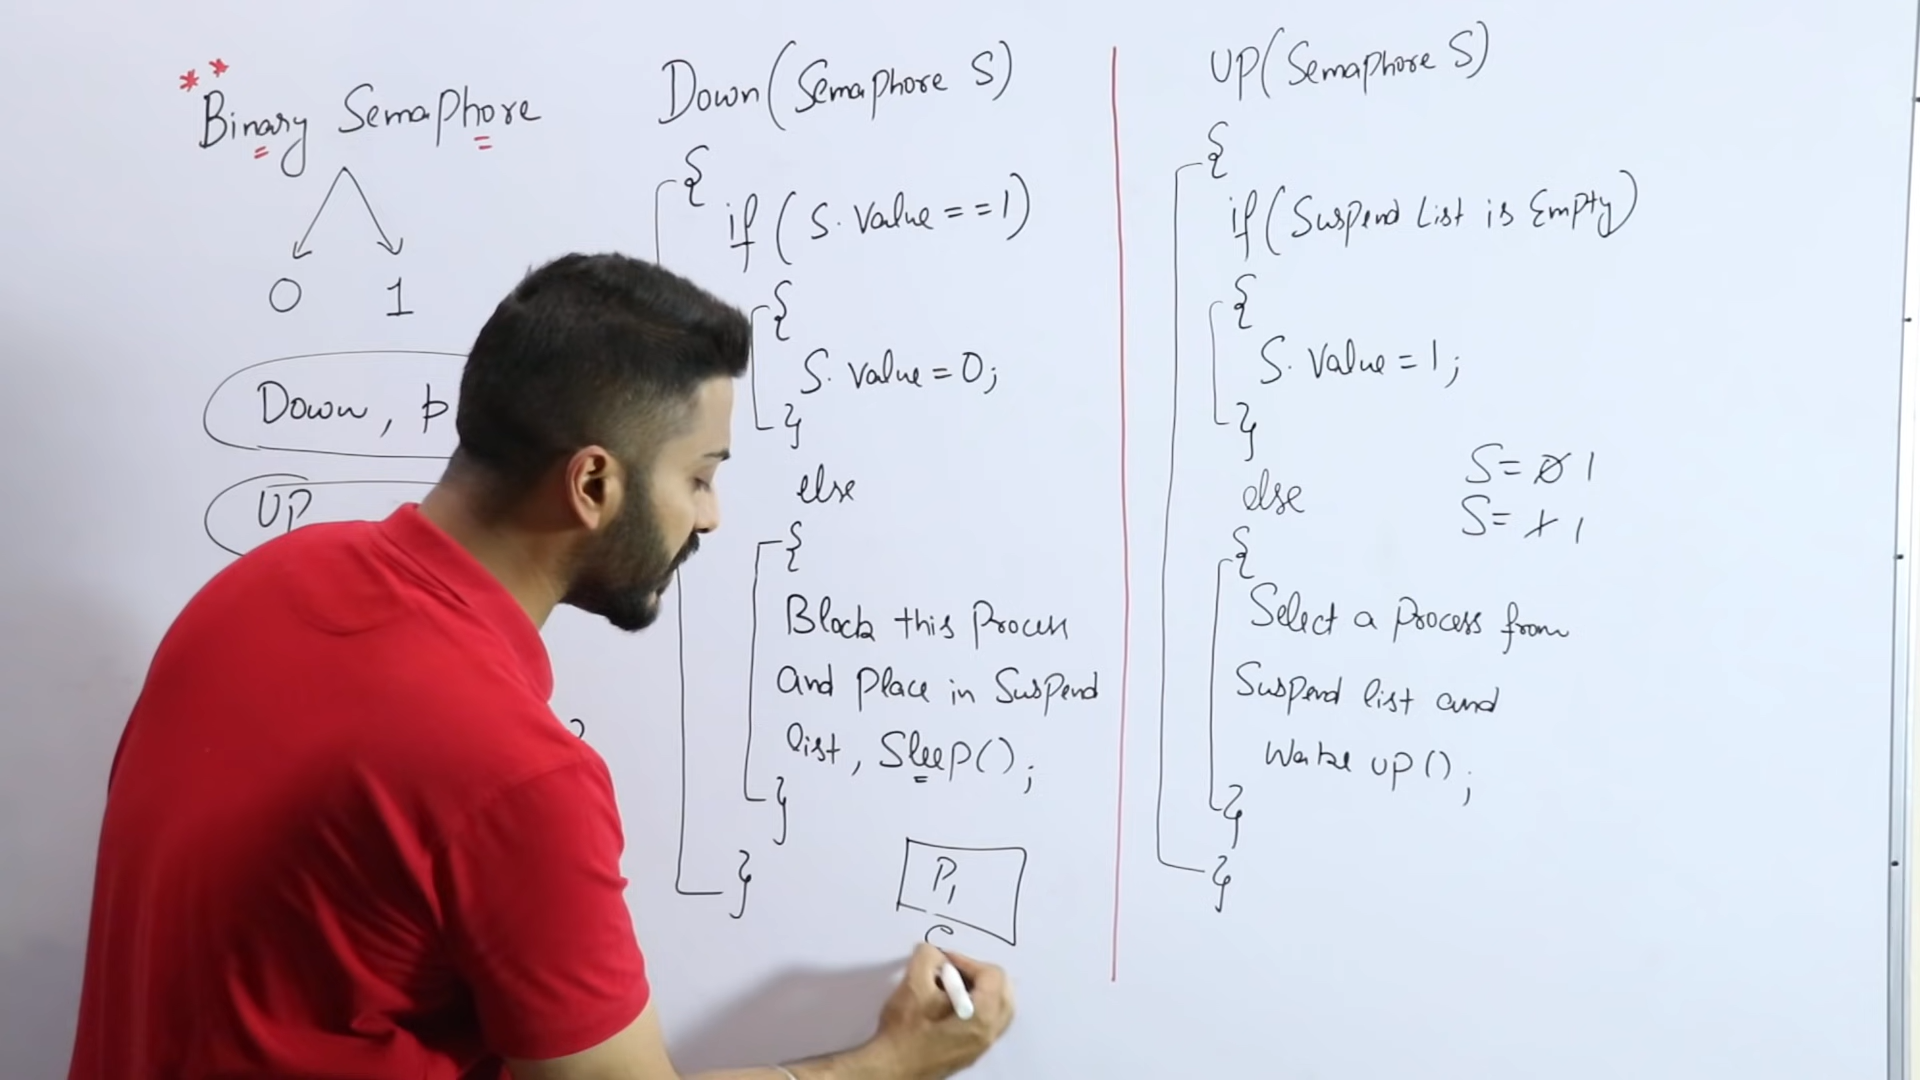 **
Binary Semaphore
0 1
Down, P
UP
Down(Semaphore S)
{
if (S. Value == 1)
{
S. Value = 0;
}
else
{
Block this Process
and place in Suspend
list, Sleep();
}
}
P1
UP(Semaphore S)
{
if(Suspend List is Empty)
{
S. Value = 1;
}
else
{
Select a Process from
Suspend list and
Wake up();
}
}
S= 0 1
S= 1 1